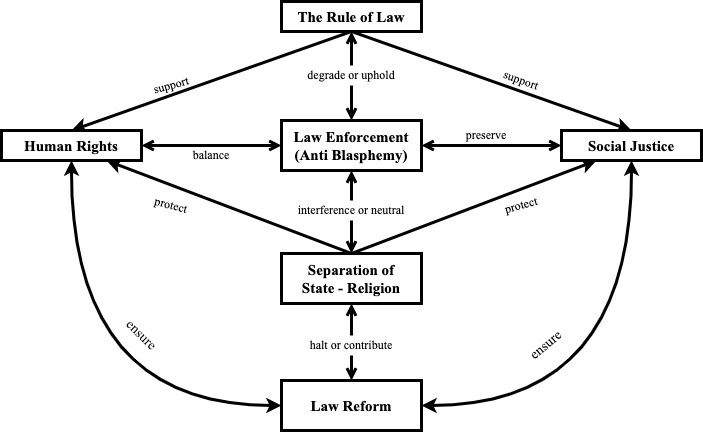 The Rule of Law
support
degrade or uphold
support
Human Rights
balance
Law Enforcement
(Anti Blasphemy)
preserve
Social Justice
protect
interference or neutral
protect
Separation of
State - Religion
ensure
halt or contribute
ensure
Law Reform